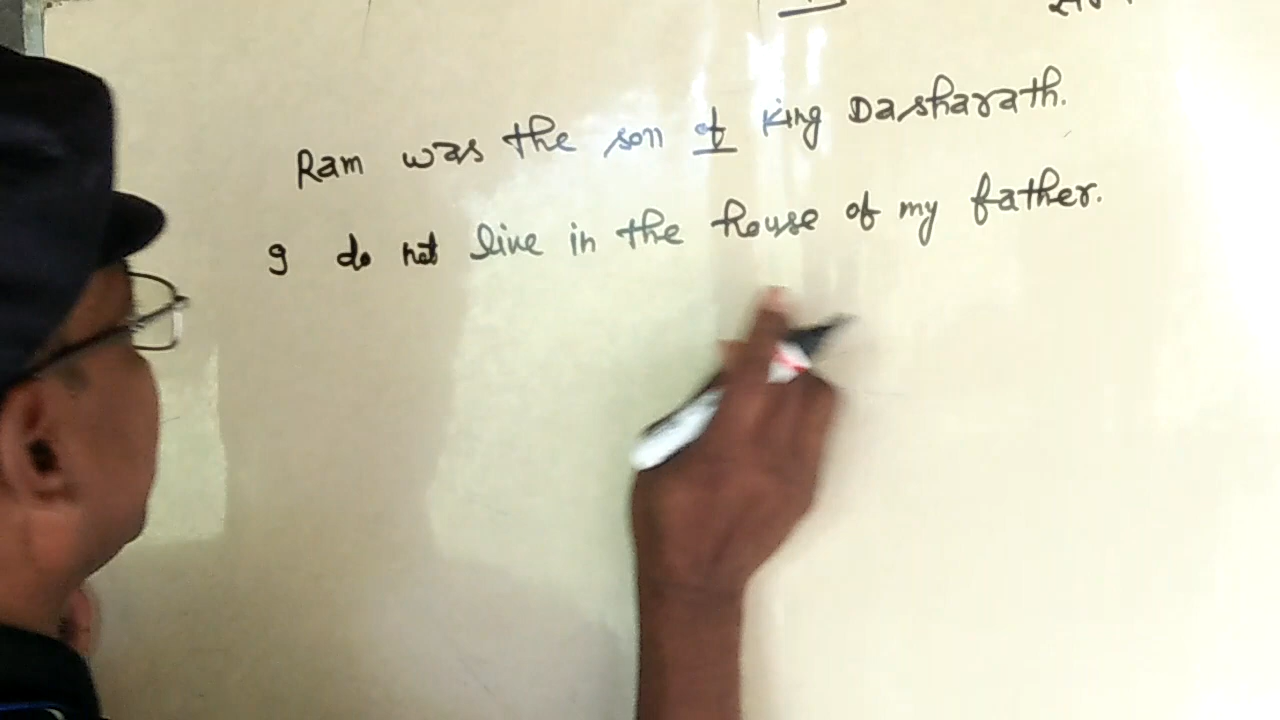 Ram was the son of King Dasharath.
I do not live in the house of my father.